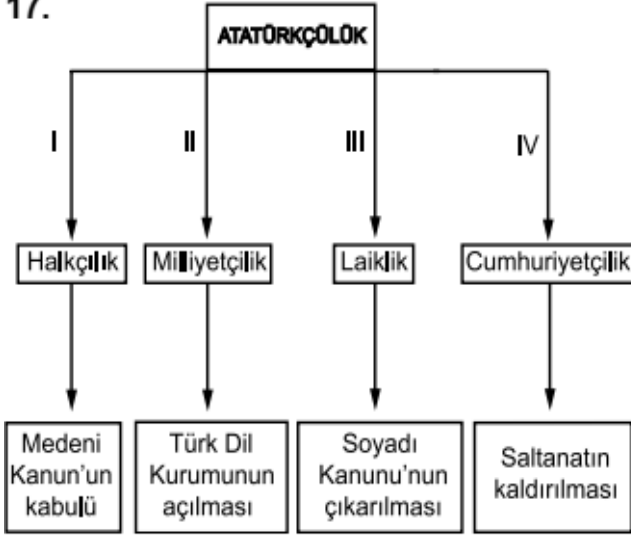 17.
ATATÜRKÇÜLÜK
I
II
III
IV
Halkçılık
Milliyetçilik
Laiklik
Cumhuriyetçilik
Medeni
Kanun'un
kabulü
Türk Dil
Kurumunun
açılması
Soyadı
Kanunu'nun
çıkarılması
Saltanatın
kaldırılması